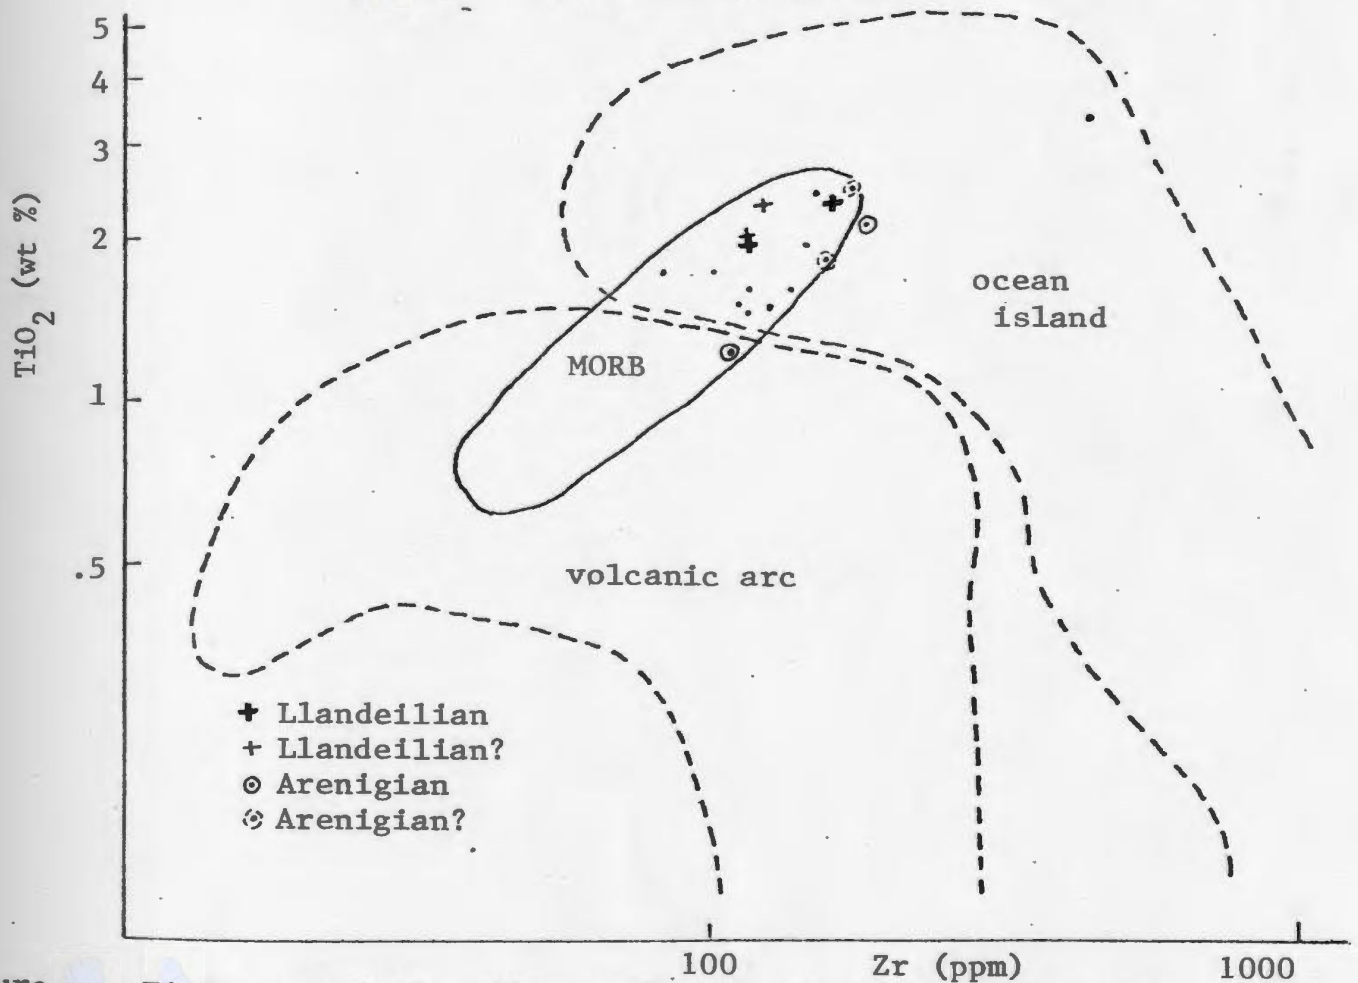 5
4
3
2
1
.5
TiO2 (wt %)
ocean
island
MORB
volcanic arc
Llandeilian
Llandeilian?
Arenigian
Arenigian?
100 Zr (ppm) 1000